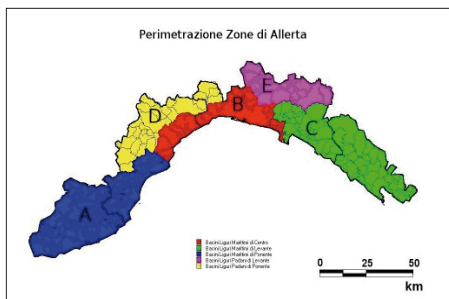 Perimetrazione Zone di Allerta
E
B
D
C
A
Bacini Liguri Marittimi di Centro
Bacini Liguri Marittimi di Levante
Bacini Liguri Marittimi di Ponente
Bacini Liguri Padani di Levante
Bacini Liguri Padani di Ponente
0 25 50
km